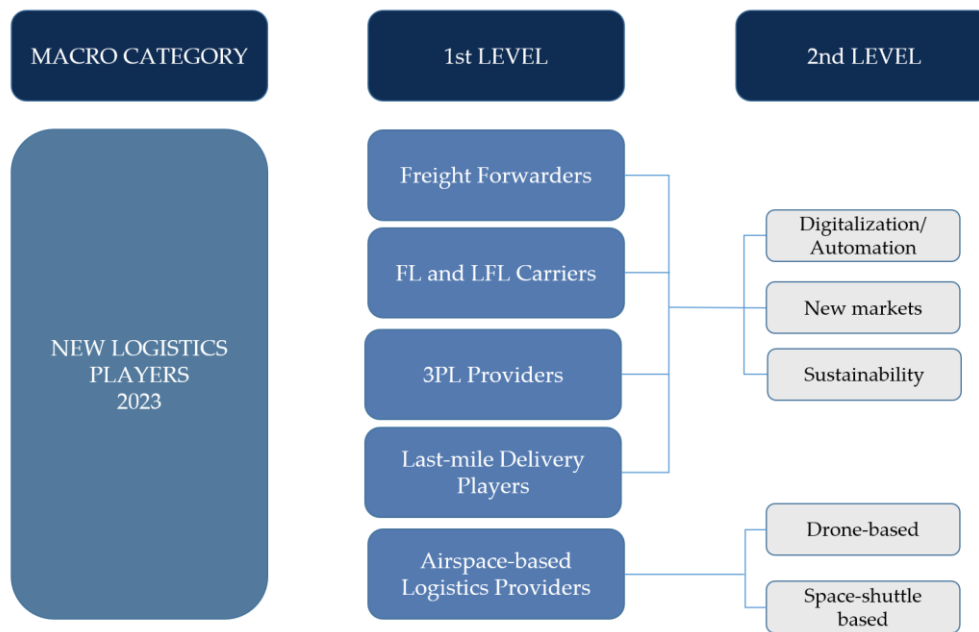 MACRO CATEGORY
1st LEVEL
2nd LEVEL
NEW LOGISTICS
PLAYERS
2023
Freight Forwarders
FL and LFL Carriers
3PL Providers
Last-mile Delivery
Players
Airspace-based
Logistics Providers
Digitalization/
Automation
New markets
Sustainability
Drone-based
Space-shuttle
based